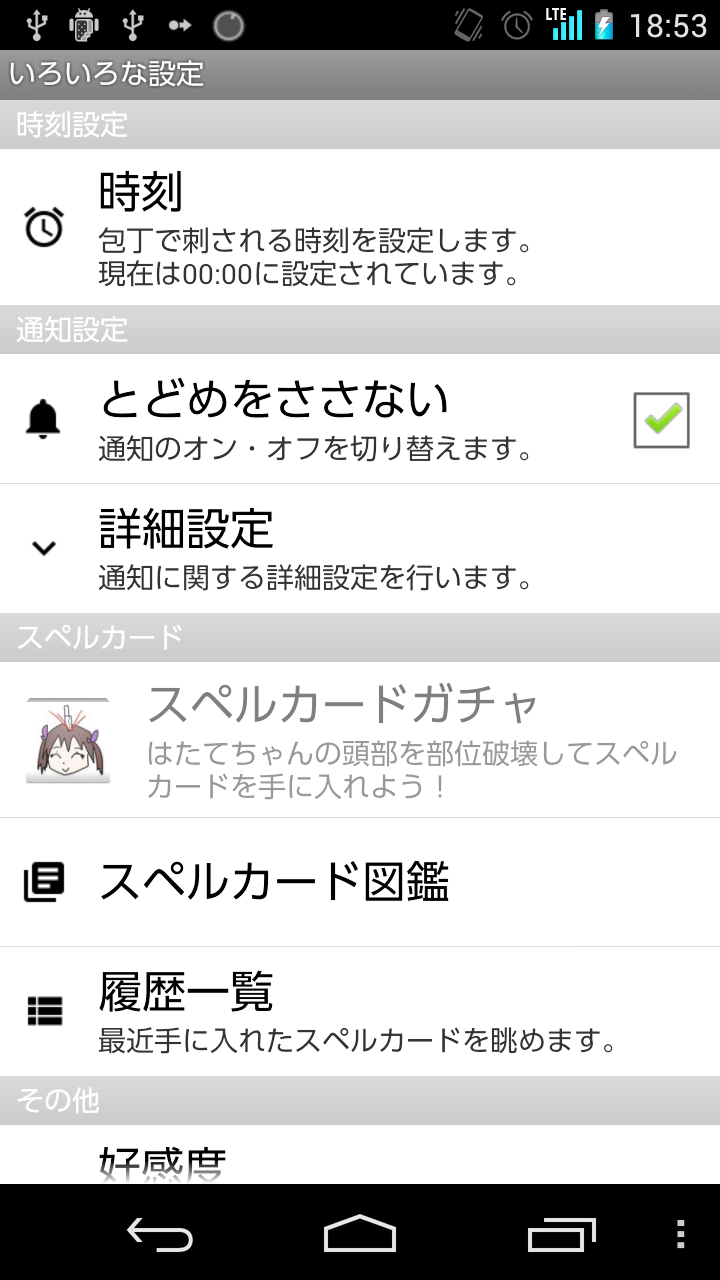 LTE 18:53
いろいろな設定
時刻設定
時刻
包丁で刺される時刻を設定します。
現在は00:00に設定されています。
通知設定
とどめをささない
通知のオン・オフを切り替えます。
詳細設定
通知に関する詳細設定を行います。
スペルカード
スペルカードガチャ
はたてちゃんの頭部を部位破壊してスペル
カードを手に入れよう！
スペルカード図鑑
履歴一覧
最近手に入れたスペルカードを眺めます。
その他
好感度